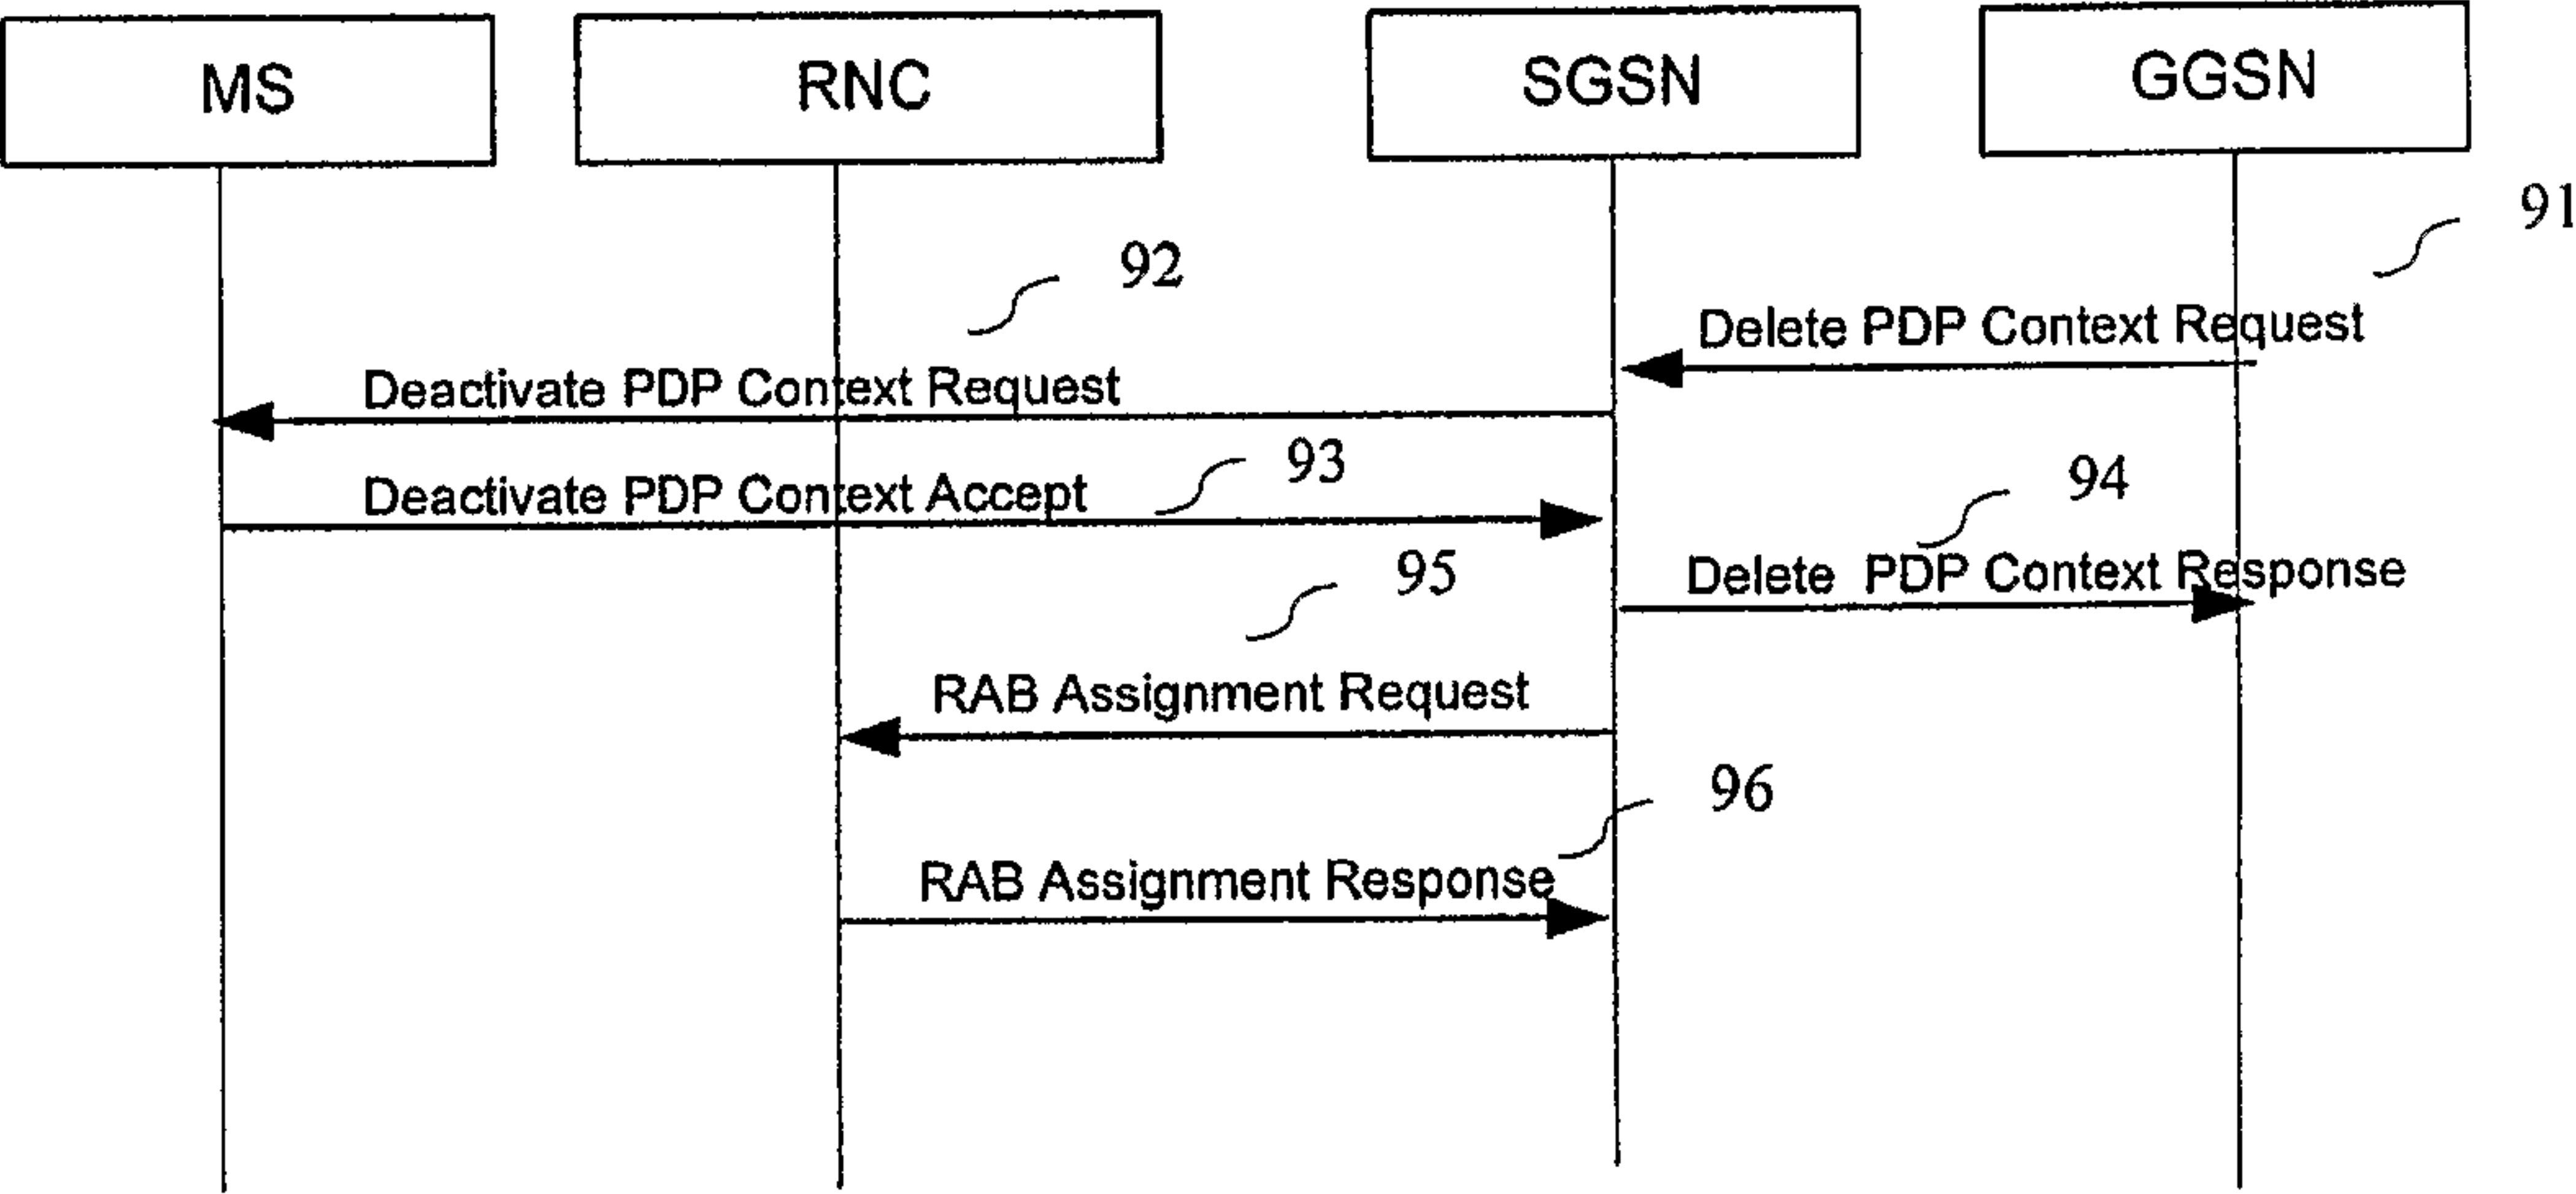 MS
RNC
SGSN
GGSN
91
92
Delete PDP Context Request
Deactivate PDP Context Request
93
94
Deactivate PDP Context Accept
95
Delete PDP Context Response
RAB Assignment Request
96
RAB Assignment Response